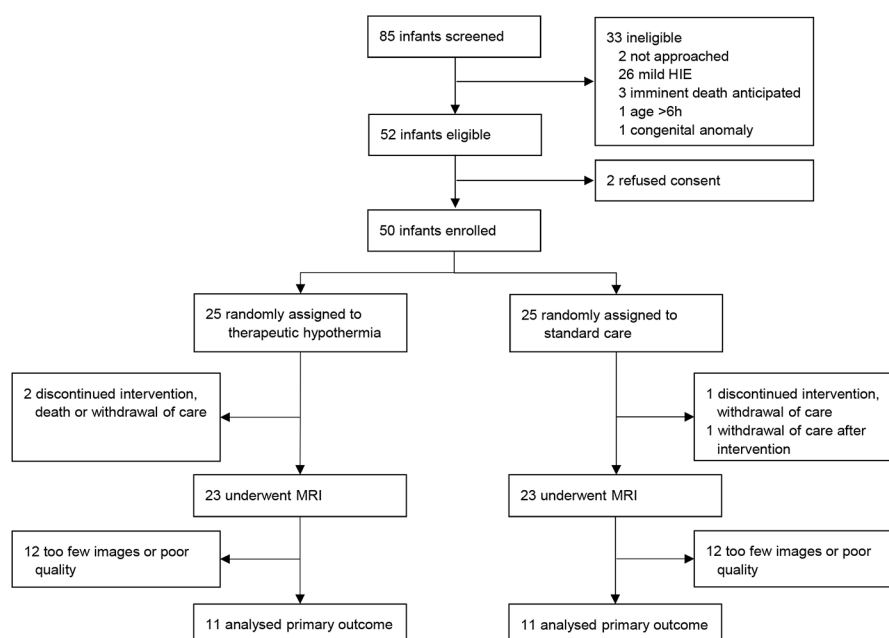 85 infants screened
33 ineligible
2 not approached
26 mild HIE
3 imminent death anticipated
1 age >6h
1 congenital anomaly
52 infants eligible
2 refused consent
50 infants enrolled
25 randomly assigned to
therapeutic hypothermia
25 randomly assigned to
standard care
2 discontinued intervention,
death or withdrawal of care
1 discontinued intervention,
withdrawal of care
1 withdrawal of care after
intervention
23 underwent MRI
23 underwent MRI
12 too few images or poor
quality
12 too few images or poor
quality
11 analysed primary outcome
11 analysed primary outcome